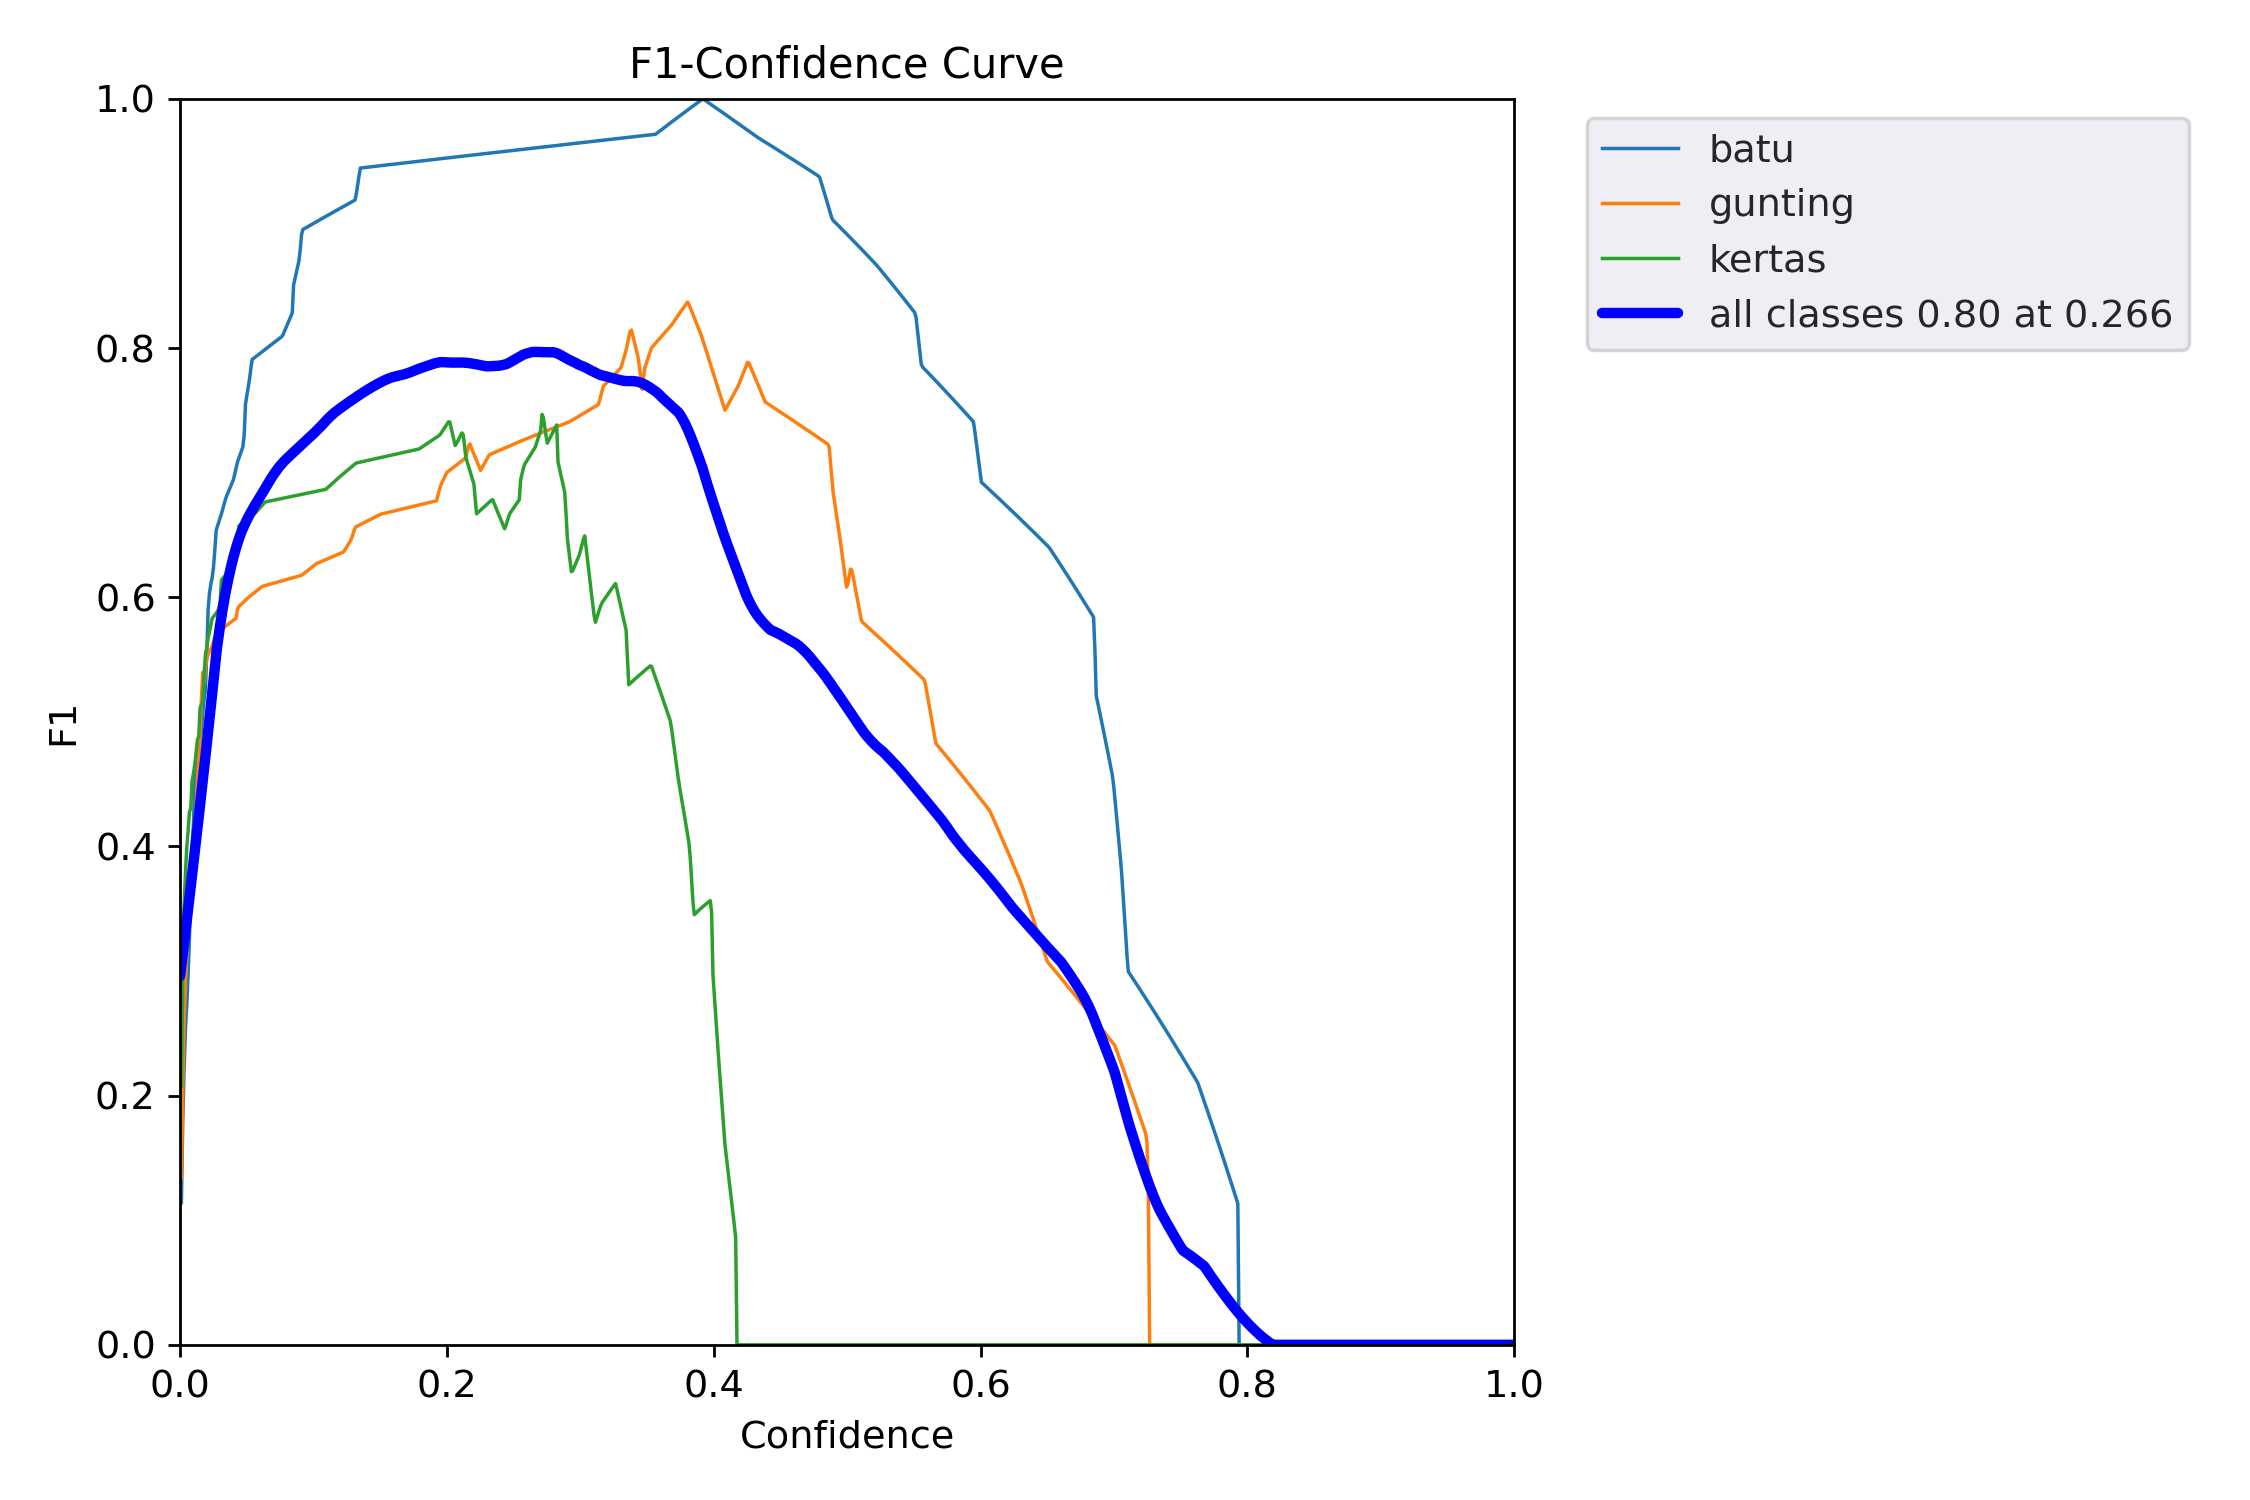 F1-Confidence Curve
1.0
0.8
0.6
0.4
0.2
0.0
F1
0.0 0.2 0.4 0.6 0.8 1.0
Confidence
batu
gunting
kertas
all classes 0.80 at 0.266